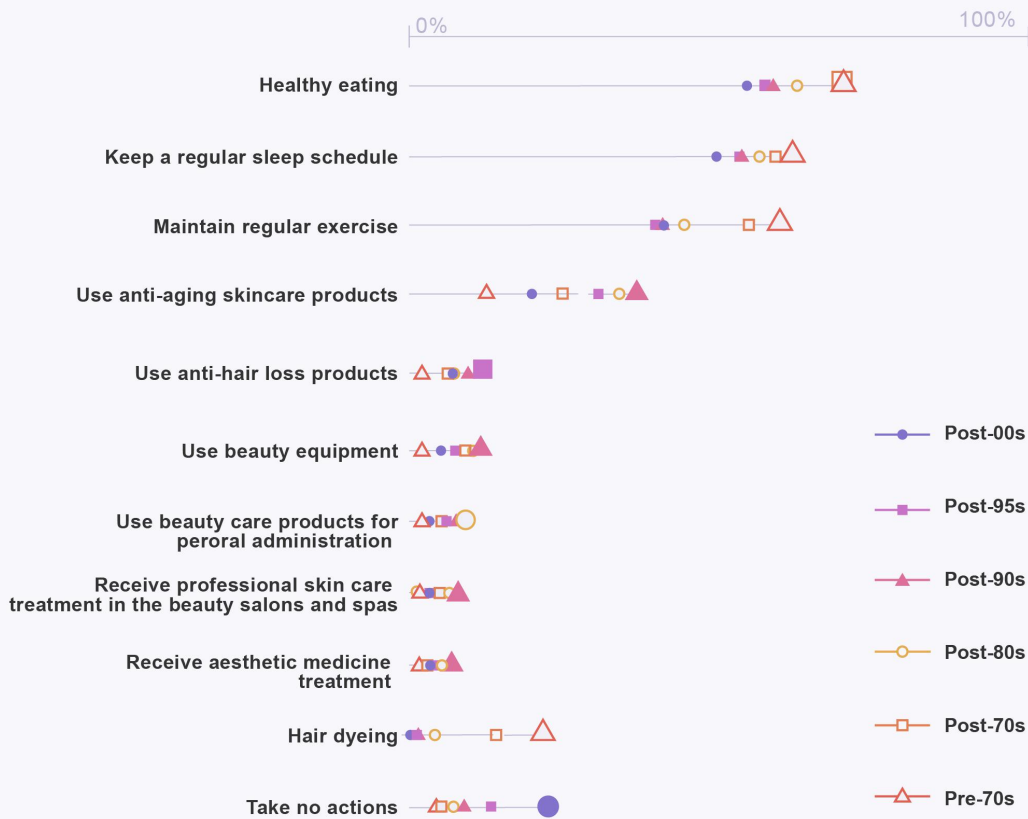 0%
100%
Healthy eating
Keep a regular sleep schedule
Maintain regular exercise
Use anti-aging skincare products
Use anti-hair loss products
Use beauty equipment
Use beauty care products for
peroral administration
Receive professional skin care
treatment in the beauty salons and spas
Receive aesthetic medicine
treatment
Hair dyeing
Take no actions
Post-00s
Post-95s
Post-90s
Post-80s
Post-70s
Pre-70s